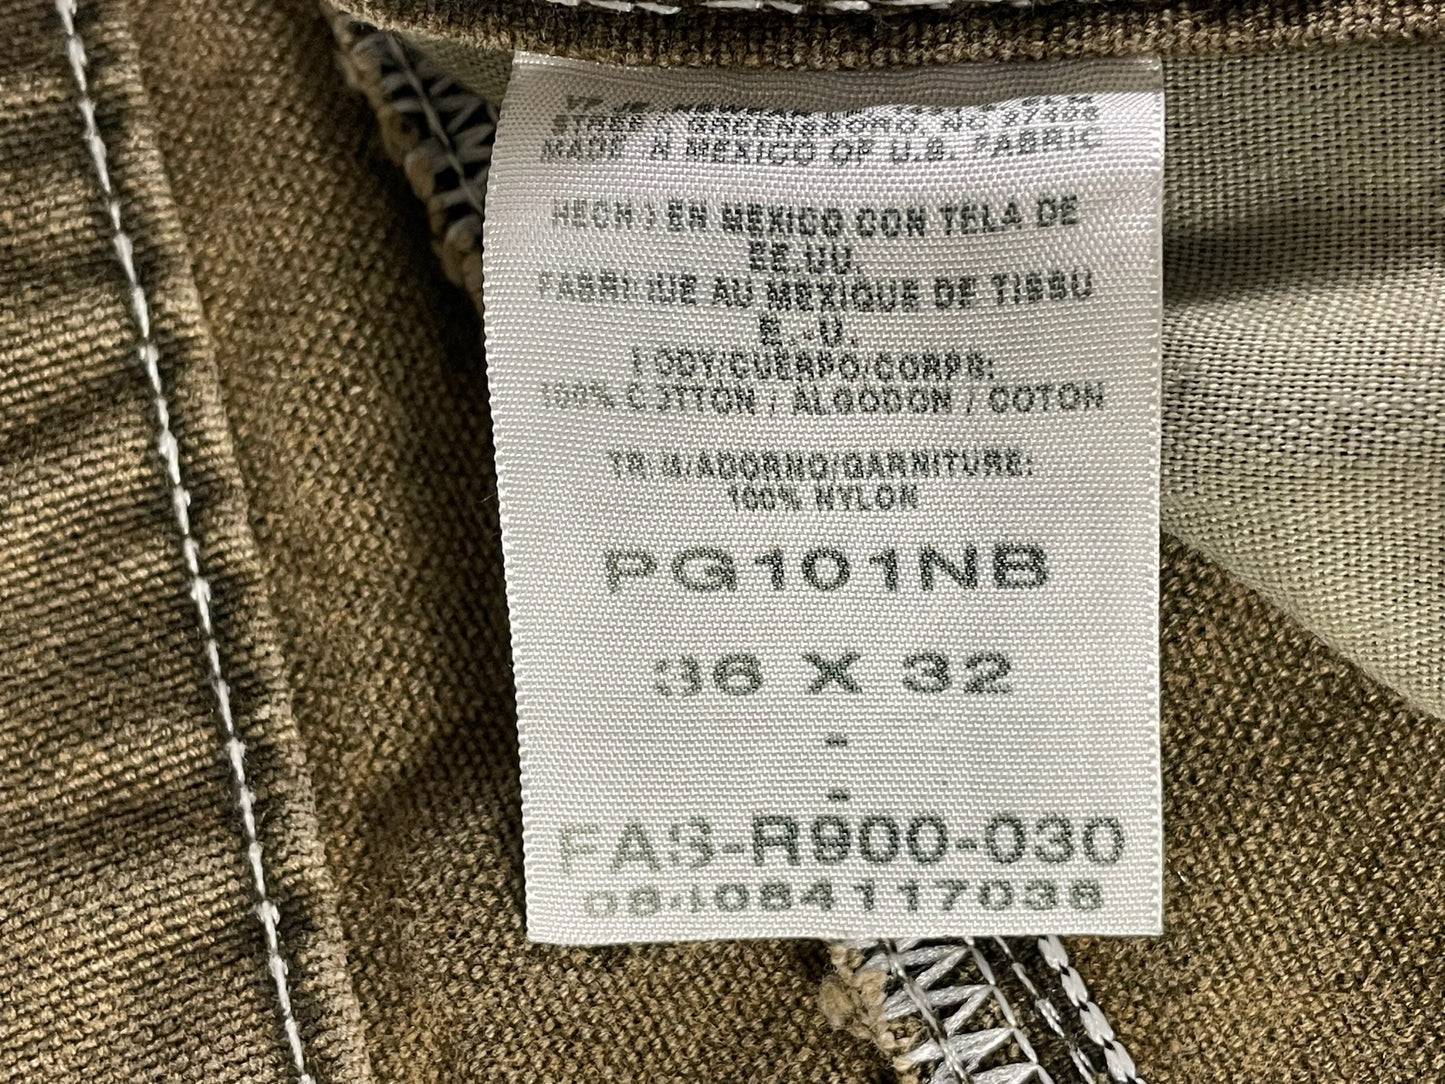 STREET GREENSBORO, NC 27408
MADE IN MEXICO OF U.S. FABRIC
HECHO EN MEXICO CON TELA DE
EE.UU.
FABRIQUE AU MEXIQUE DE TISSU
E.-U.
BODY/CUERPO/CORPS:
100% COTTON / ALGODON / COTON
TRIM/ADORNO/GARNITURE:
100% NYLON
PG101NB
36 X 32
-
-
FAS-R900-030
084084117038